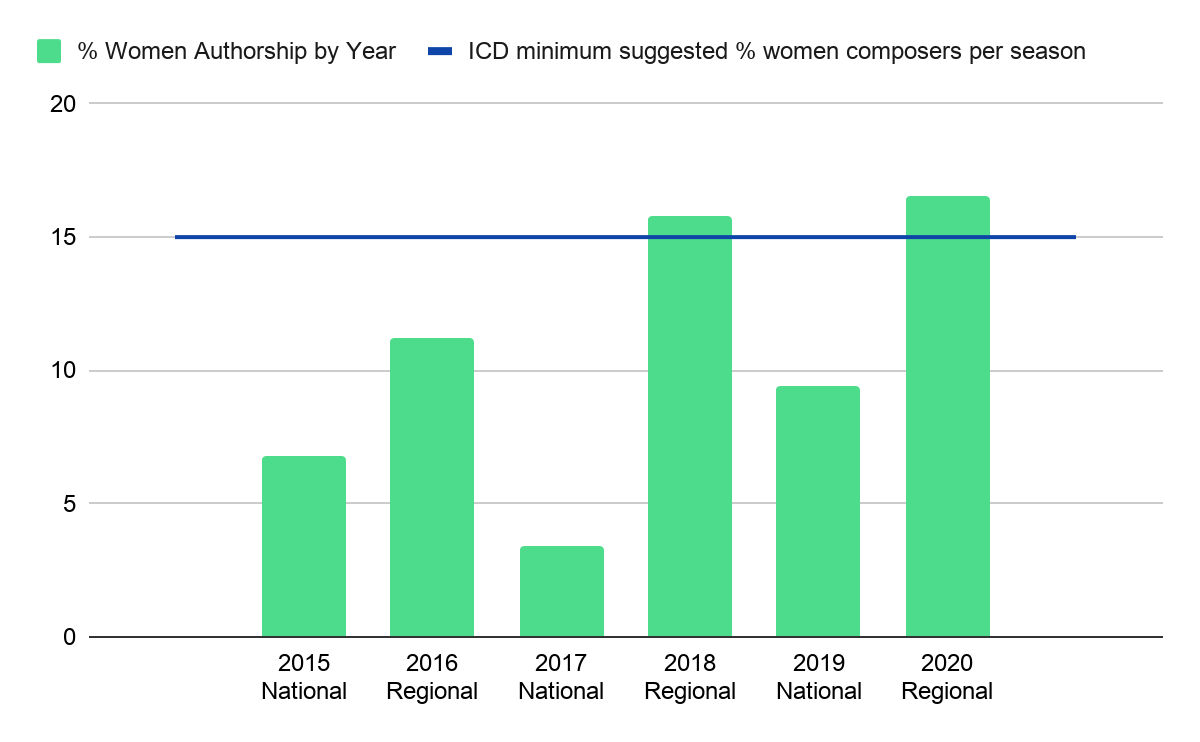 % Women Authorship by Year
ICD minimum suggested % women composers per season
20
15
10
5
0
2015 National
2016 Regional
2017 National
2018 Regional
2019 National
2020 Regional